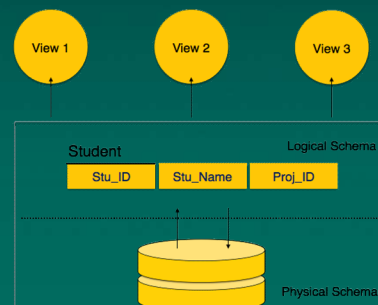 View 1
View 2
View 3
Logical Schema
Student
Stu_ID
Stu_Name
Proj_ID
Physical Schema